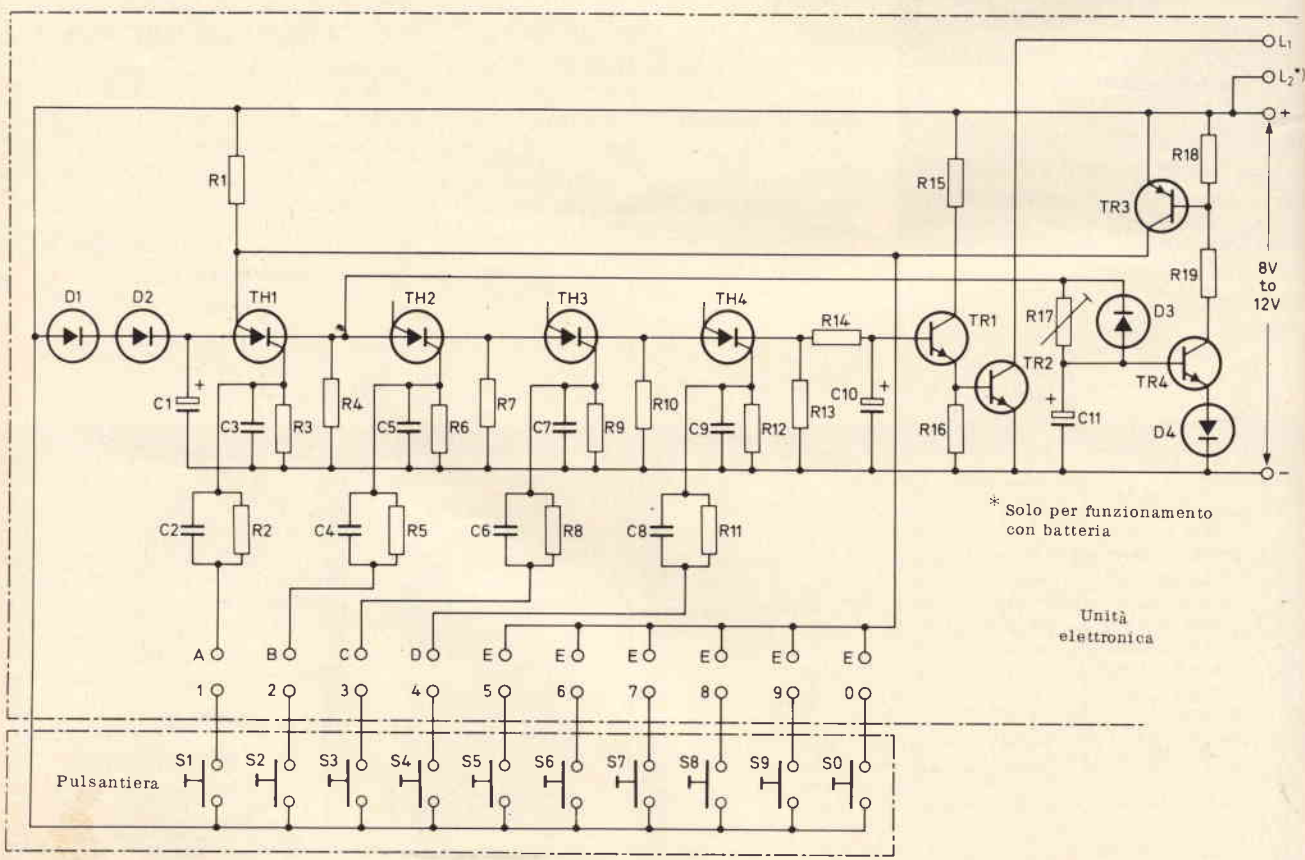 L₁
L₂*)
+
R1
R15
R18
TR3
R19
8V
to
12V
D1
D2
TH1
TH2
TH3
TH4
R14
TR1
R17
D3
TR2
TR4
C1
+
C3
R3
R4
C5
R6
R7
C7
R9
R10
C9
R12
R13
C10
+
R16
+
C11
D4
-
C2
R2
C4
R5
C6
R8
C8
R11
* Solo per funzionamento
con batteria
Unità
elettronica
A B C D E E E E E E
1 2 3 4 5 6 7 8 9 0
S1 S2 S3 S4 S5 S6 S7 S8 S9 S0
Pulsantiera